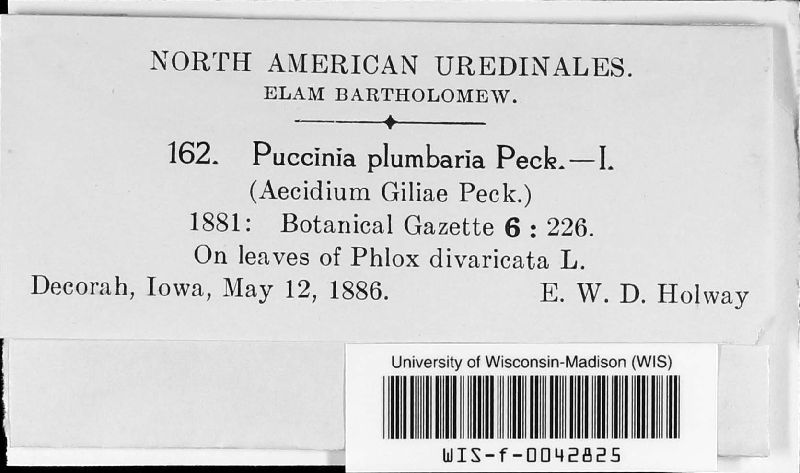 NORTH AMERICAN UREDINALES.
ELAM BARTHOLOMEW.
162. Puccinia plumbaria Peck.—I.
(Aecidium Giliae Peck.)
1881: Botanical Gazette 6 : 226.
On leaves of Phlox divaricata L.
Decorah, Iowa, May 12, 1886. E. W. D. Holway
University of Wisconsin-Madison (WIS)
WIS-f-0042825